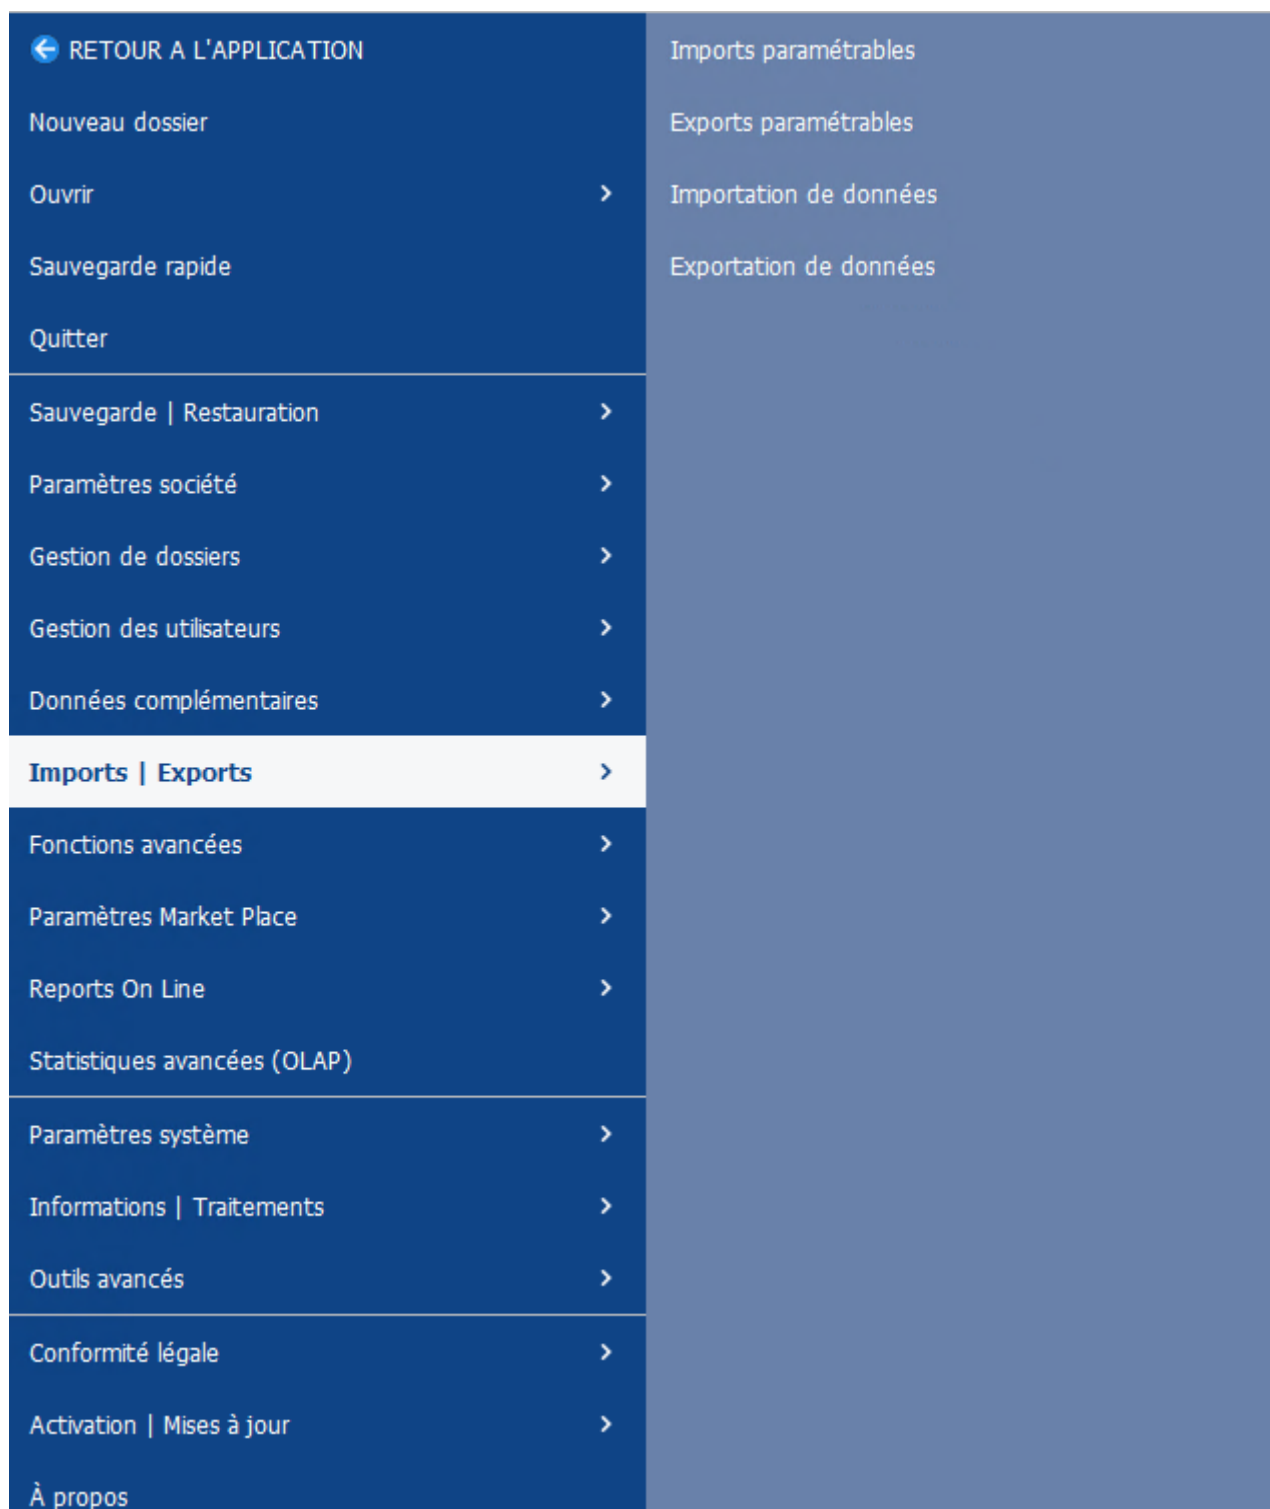 RETOUR A L'APPLICATION
Nouveau dossier
Ouvrir
Sauvegarde rapide
Quitter
Sauvegarde | Restauration
Paramètres société
Gestion de dossiers
Gestion des utilisateurs
Données complémentaires
Imports | Exports
Fonctions avancées
Paramètres Market Place
Reports On Line
Statistiques avancées (OLAP)
Paramètres système
Informations | Traitements
Outils avancés
Conformité légale
Activation | Mises à jour
À propos
Imports paramétrables
Exports paramétrables
Importation de données
Exportation de données